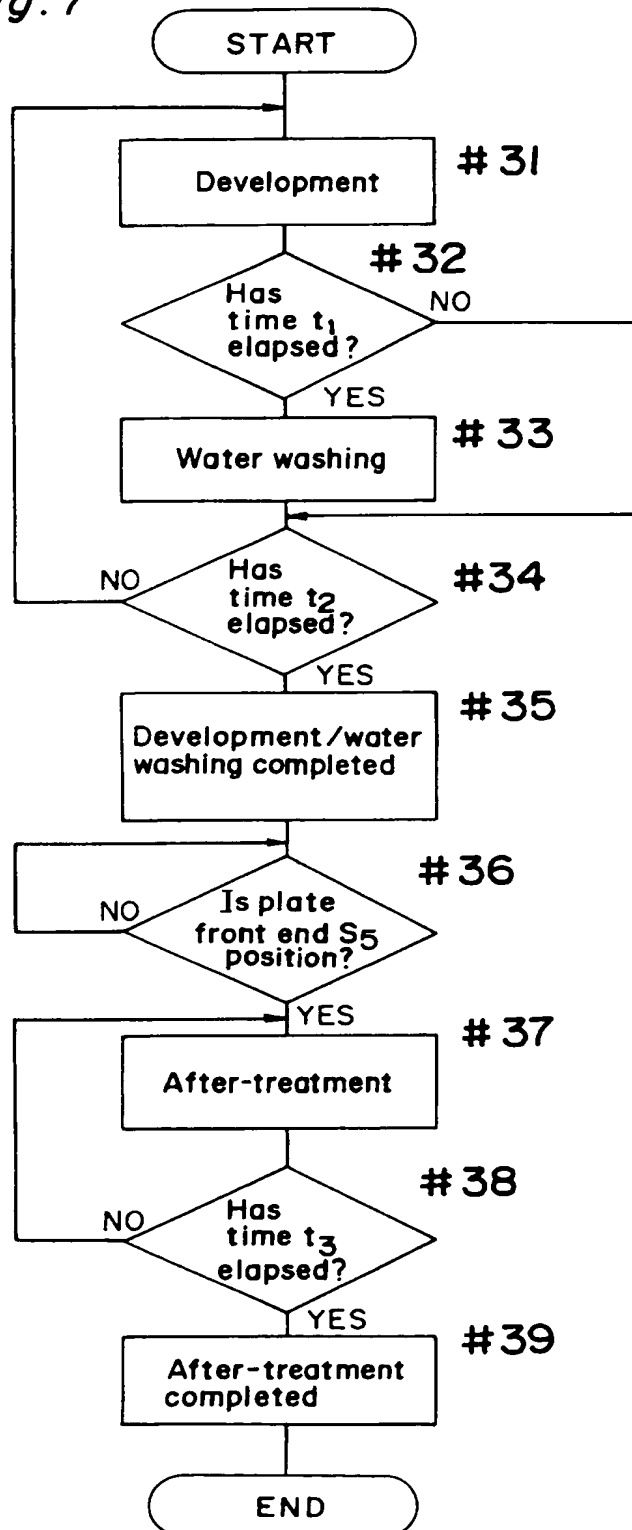 START
Development
#31
#32
Has
time t1
elapsed?
NO
YES
#33
Water washing
#34
NO
Has
time t2
elapsed?
YES
#35
Development/water
washing completed
#36
NO
Is plate
front end S5
position?
YES
#37
After-treatment
#38
NO
Has
time t3
elapsed?
YES
#39
After-treatment
completed
END